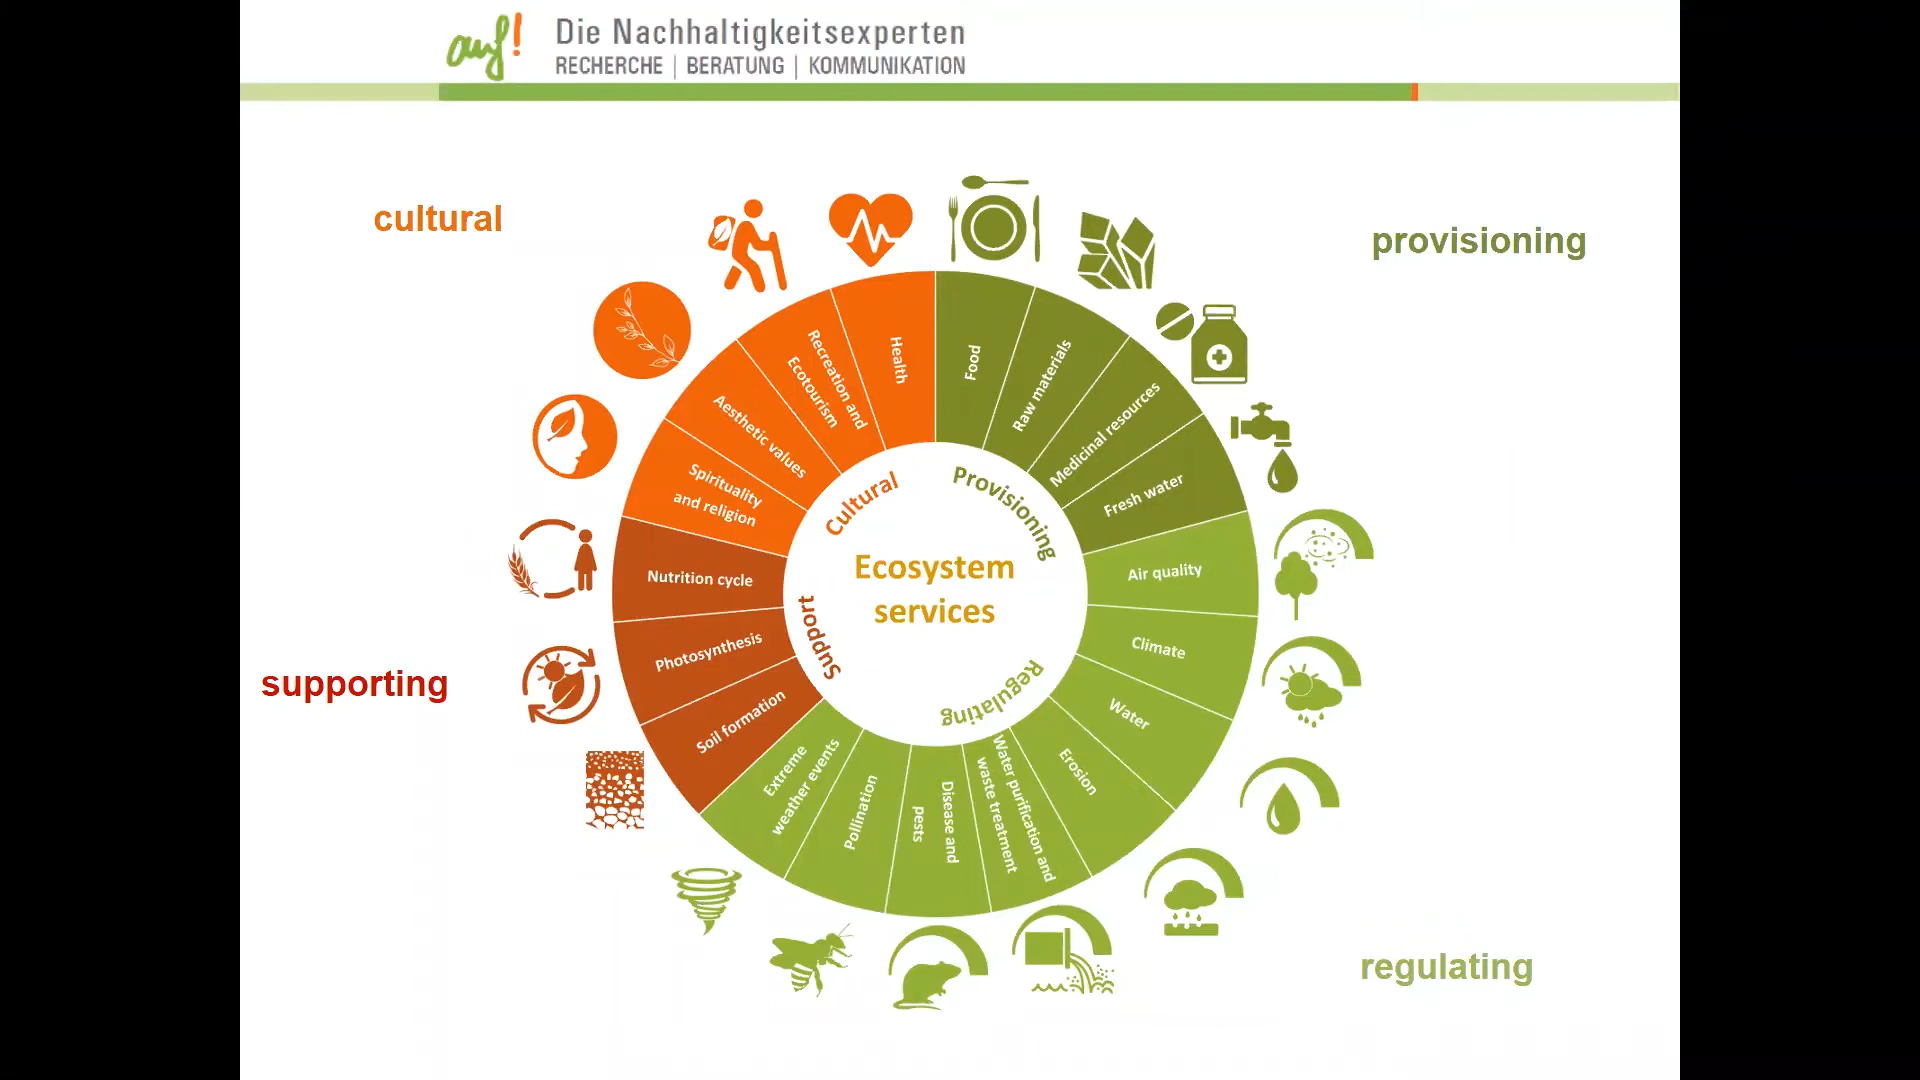 auf!
Die Nachhaltigkeitsexperten
RECHERCHE | BERATUNG | KOMMUNIKATION
cultural
provisioning
supporting
regulating
Ecosystem
services
Cultural
Provisioning
Support
Regulating
Food
Raw materials
Medicinal resources
Fresh water
Air quality
Climate
Water
Erosion
Water purification and
waste treatment
Disease and
pests
Pollination
Extreme
weather events
Soil formation
Photosynthesis
Nutrition cycle
Spirituality
and religion
Aesthetic values
Recreation and
Ecotourism
Health